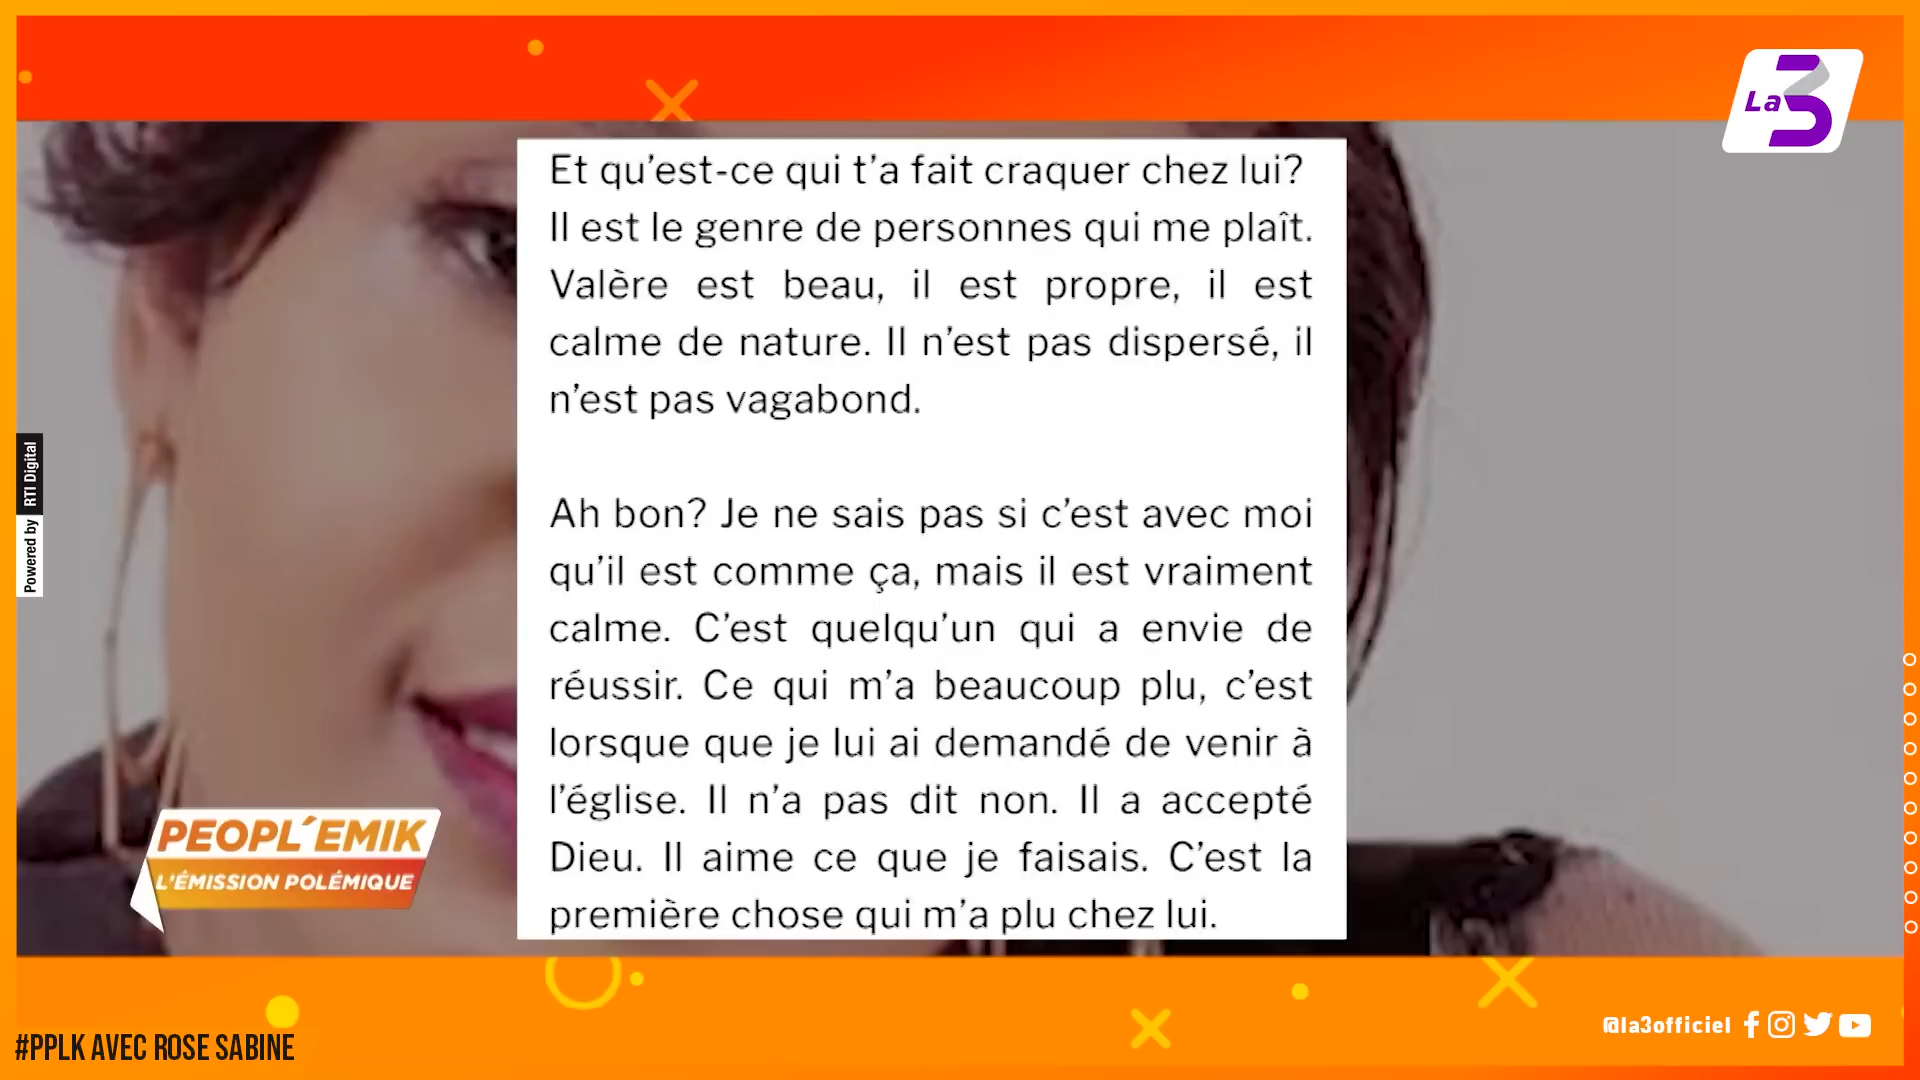 La3
Et qu’est-ce qui t’a fait craquer chez lui?
Il est le genre de personnes qui me plaît.
Valère est beau, il est propre, il est
calme de nature. Il n’est pas dispersé, il
n’est pas vagabond.
Ah bon? Je ne sais pas si c’est avec moi
qu’il est comme ça, mais il est vraiment
calme. C’est quelqu’un qui a envie de
réussir. Ce qui m’a beaucoup plu, c’est
lorsque que je lui ai demandé de venir à
l’église. Il n’a pas dit non. Il a accepté
Dieu. Il aime ce que je faisais. C’est la
première chose qui m’a plu chez lui.
Powered by RTI Digital
PEOPL´EMIK
L’ÉMISSION POLÉMIQUE
@la3officiel
#PPLK AVEC ROSE SABINE